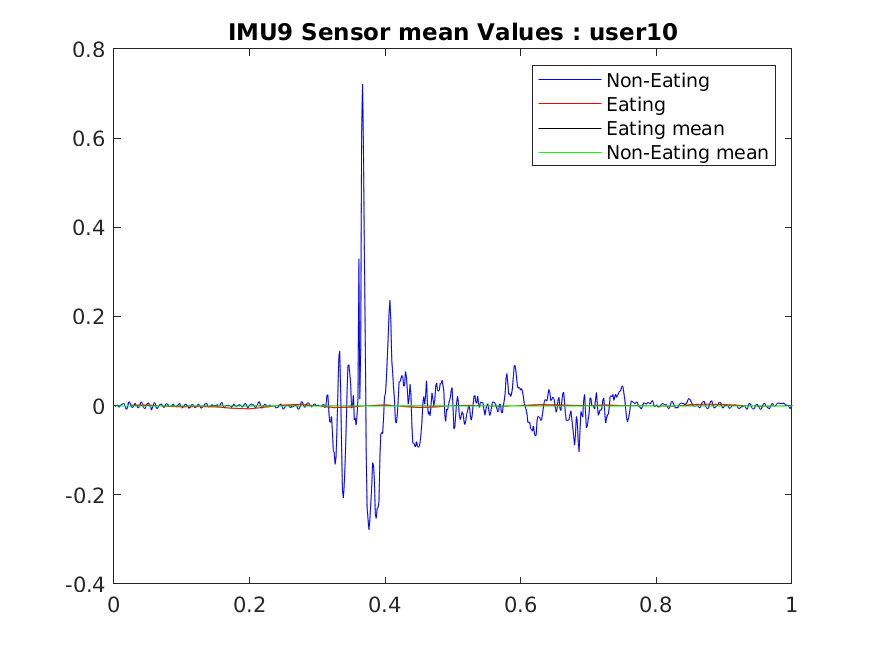 IMU9 Sensor mean Values : user10
0.8
0.6
0.4
0.2
0
-0.2
-0.4
Non-Eating
Eating
Eating mean
Non-Eating mean
0 0.2 0.4 0.6 0.8 1